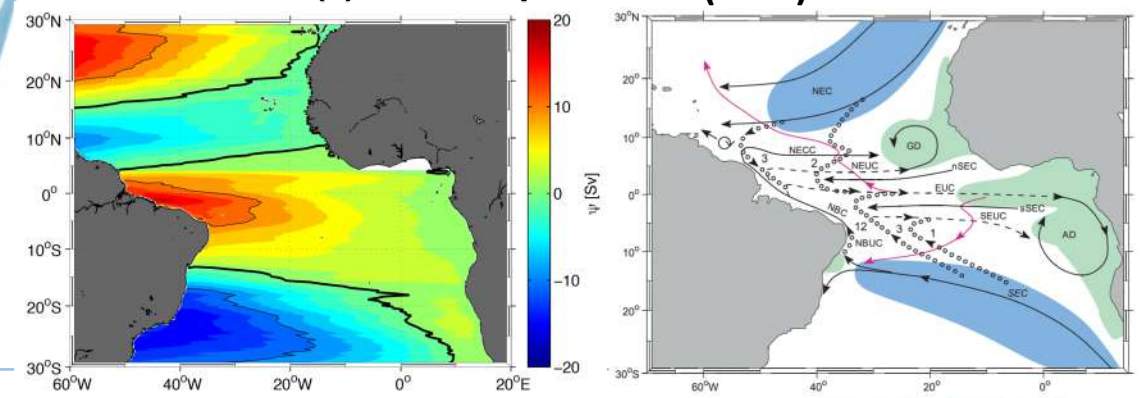 30°N
20°N
10°N
0°
10°S
20°S
30°S
60°W
40°W
20°W
0°
20°E
20
10
0
−10
−20
ψ [Sv]
30°N
20°
10°
0°
10°
20°
30°S
60°W
40°
20°
0°
NEC
GD
NECC
3
2
NEUC
nSEC
EUC
NBC
sSEC
SEUC
12
3
1
AD
NBUC
SEC